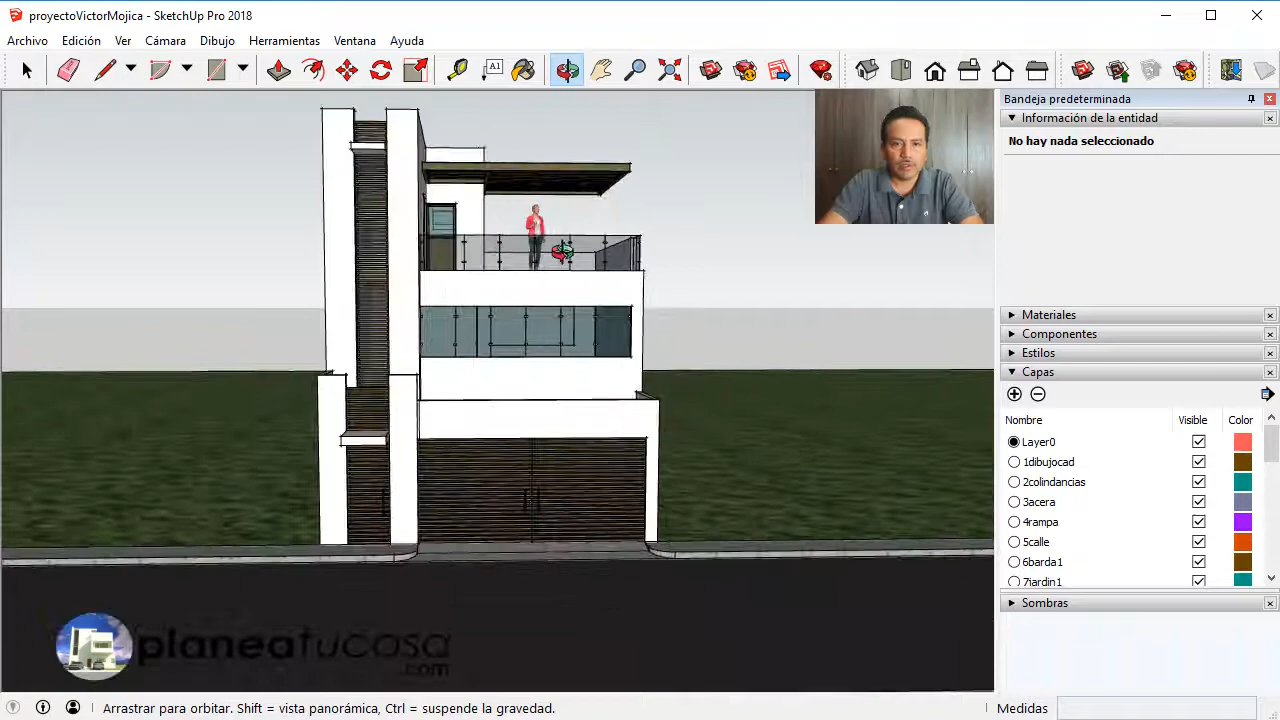 proyectoVictorMojica - SketchUp Pro 2018
Archivo Edición Ver Cámara Dibujo Herramientas Ventana Ayuda
A1
Bandeja predeterminada
Información de la entidad
No hay nada seleccionado
Materiales
Componentes
Estilos
Capas
Nombre Visible Color
Layer0
1dibujocad
2colindancias
3acera
4rampa
5calle
6barda1
7jardin1
Sombras
planeatucasa
.com
Arrastrar para orbitar. Shift = vista panorámica, Ctrl = suspende la gravedad.
Medidas